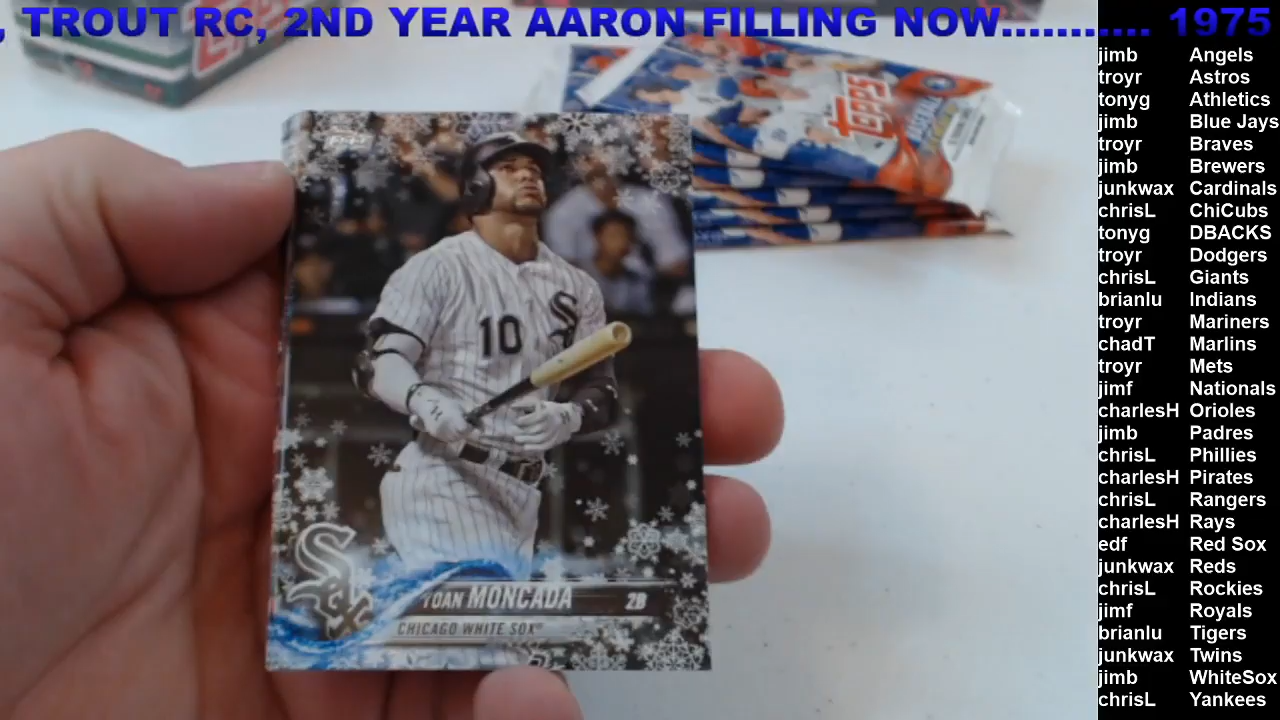 , TROUT RC, 2ND YEAR AARON FILLING NOW........... 1975
jimb Angels
troyr Astros
tonyg Athletics
jimb Blue Jays
troyr Braves
jimb Brewers
junkwax Cardinals
chrisL ChiCubs
tonyg DBACKS
troyr Dodgers
chrisL Giants
brianlu Indians
troyr Mariners
chadT Marlins
troyr Mets
jimf Nationals
charlesH Orioles
jimb Padres
chrisL Phillies
charlesH Pirates
chrisL Rangers
charlesH Rays
edf Red Sox
junkwax Reds
chrisL Rockies
jimf Royals
brianlu Tigers
junkwax Twins
jimb WhiteSox
chrisL Yankees
Topps
BASEBALL
10
Sox
YOAN MONCADA 2B
CHICAGO WHITE SOX